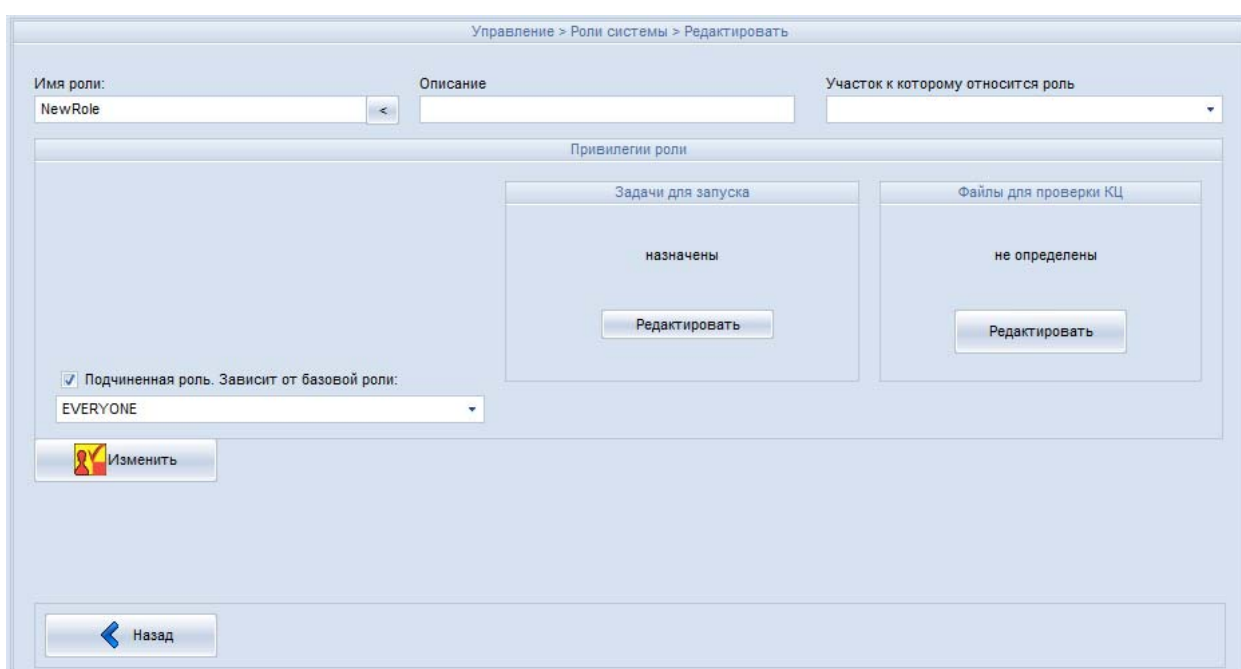 Управление > Роли системы > Редактировать
Имя роли:
Описание
Участок к которому относится роль
NewRole
<
Привилегии роли
Задачи для запуска
Файлы для проверки КЦ
назначены
не определены
Редактировать
Редактировать
Подчиненная роль. Зависит от базовой роли:
EVERYONE
Изменить
Назад